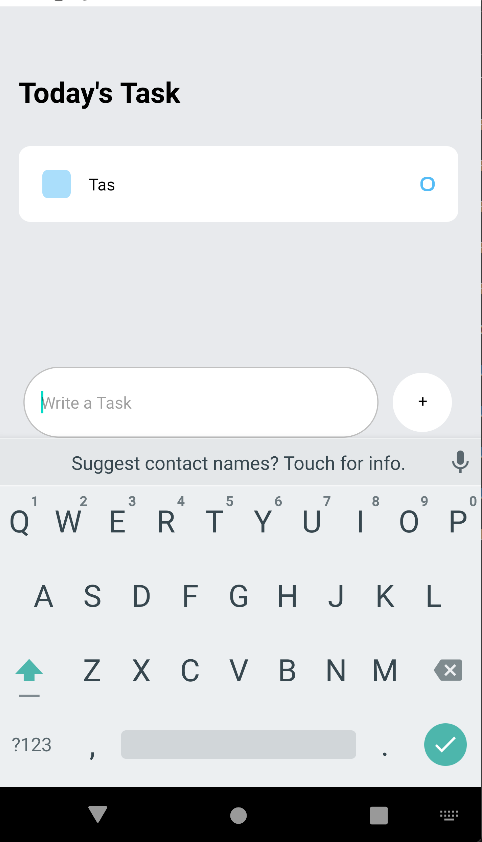 Today's Task
Tas
Write a Task
+
Suggest contact names? Touch for info.
1 2 3 4 5 6 7 8 9 0
Q W E R T Y U I O P
A S D F G H J K L
Z X C V B N M
?123 , .